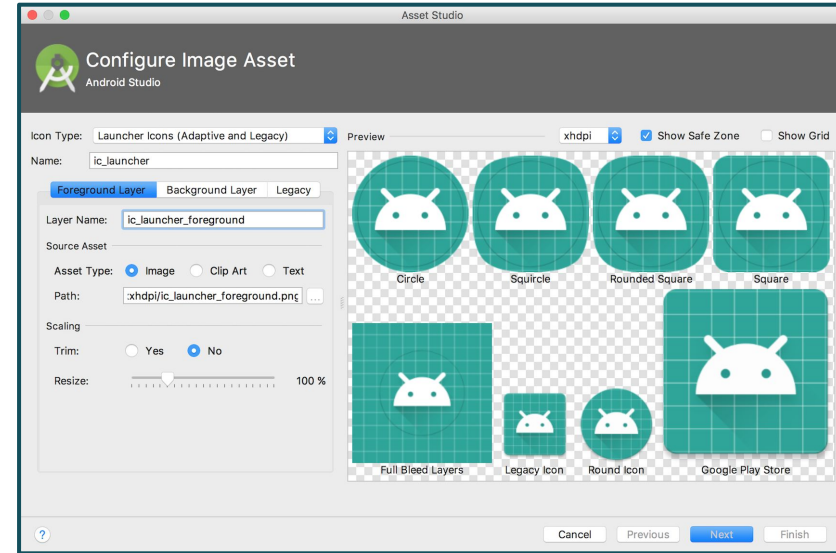 Asset Studio
Configure Image Asset
Android Studio
Icon Type: Launcher Icons (Adaptive and Legacy)
Name: ic_launcher
Foreground Layer Background Layer Legacy
Layer Name: ic_launcher_foreground
Source Asset
Asset Type: Image Clip Art Text
Path: :xhdpi/ic_launcher_foreground.png ...
Scaling
Trim: Yes No
Resize: 100 %
Preview xhdpi Show Safe Zone Show Grid
Circle Squircle Rounded Square Square
Full Bleed Layers Legacy Icon Round Icon Google Play Store
? Cancel Previous Next Finish